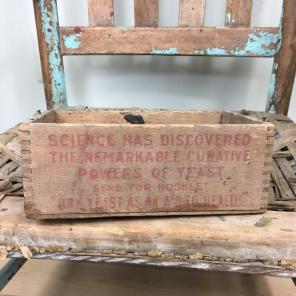 SCIENCE HAS DISCOVERED
THE REMARKABLE CURATIVE
POWERS OF YEAST
SEND FOR BOOKLET
"DRY YEAST AS AN AID TO HEALTH"